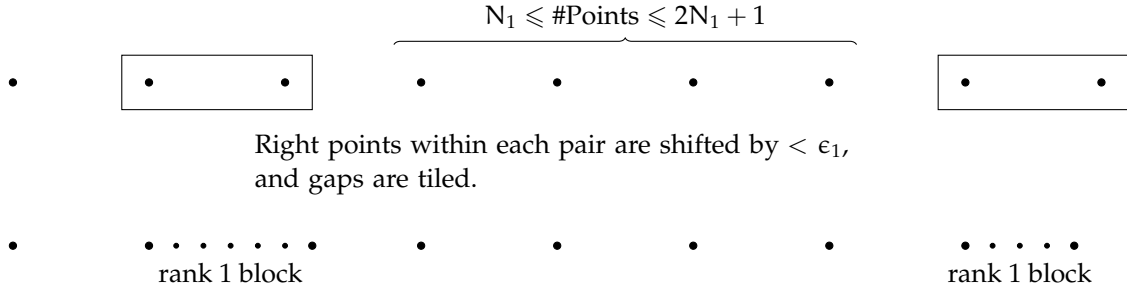 N₁ ⩽ #Points ⩽ 2N₁ + 1
Right points within each pair are shifted by < ϵ₁,
and gaps are tiled.
rank 1 block
rank 1 block